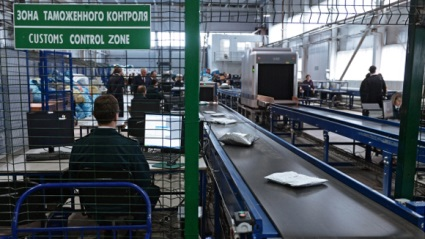 ЗОНА ТАМОЖЕННОГО КОНТРОЛЯ
CUSTOMS CONTROL ZONE